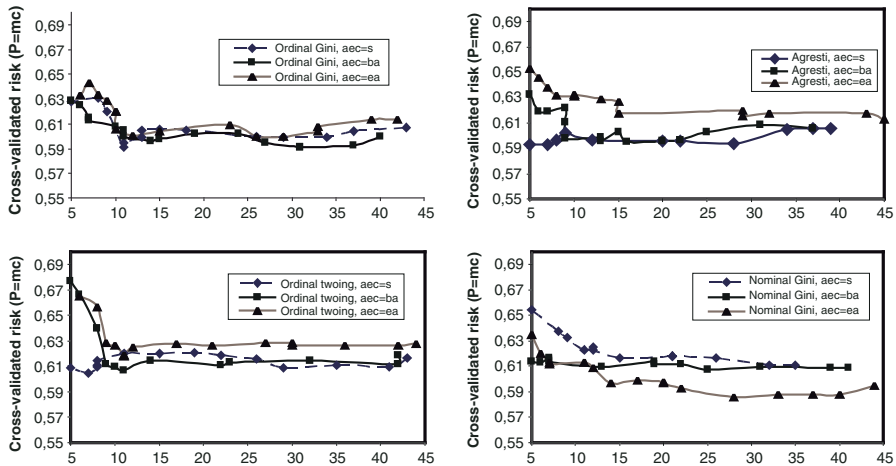 Cross-validated risk (P=mc)
0,69
0,67
0,65
0,63
0,61
0,59
0,57
0,55
5 10 15 20 25 30 35 40 45
Ordinal Gini, aec=s
Ordinal Gini, aec=ba
Ordinal Gini, aec=ea
Cross-validated risk (P=mc)
0,69
0,67
0,65
0,63
0,61
0,59
0,57
0,55
5 10 15 20 25 30 35 40 45
Agresti, aec=s
Agresti, aec=ba
Agresti, aec=ea
Cross-validated risk (P=mc)
0,69
0,67
0,65
0,63
0,61
0,59
0,57
0,55
5 10 15 20 25 30 35 40 45
Ordinal twoing, aec=s
Ordinal twoing, aec=ba
Ordinal twoing, aec=ea
Cross-validated risk (P=mc)
0,69
0,67
0,65
0,63
0,61
0,59
0,57
0,55
5 10 15 20 25 30 35 40 45
Nominal Gini, aec=s
Nominal Gini, aec=ba
Nominal Gini, aec=ea